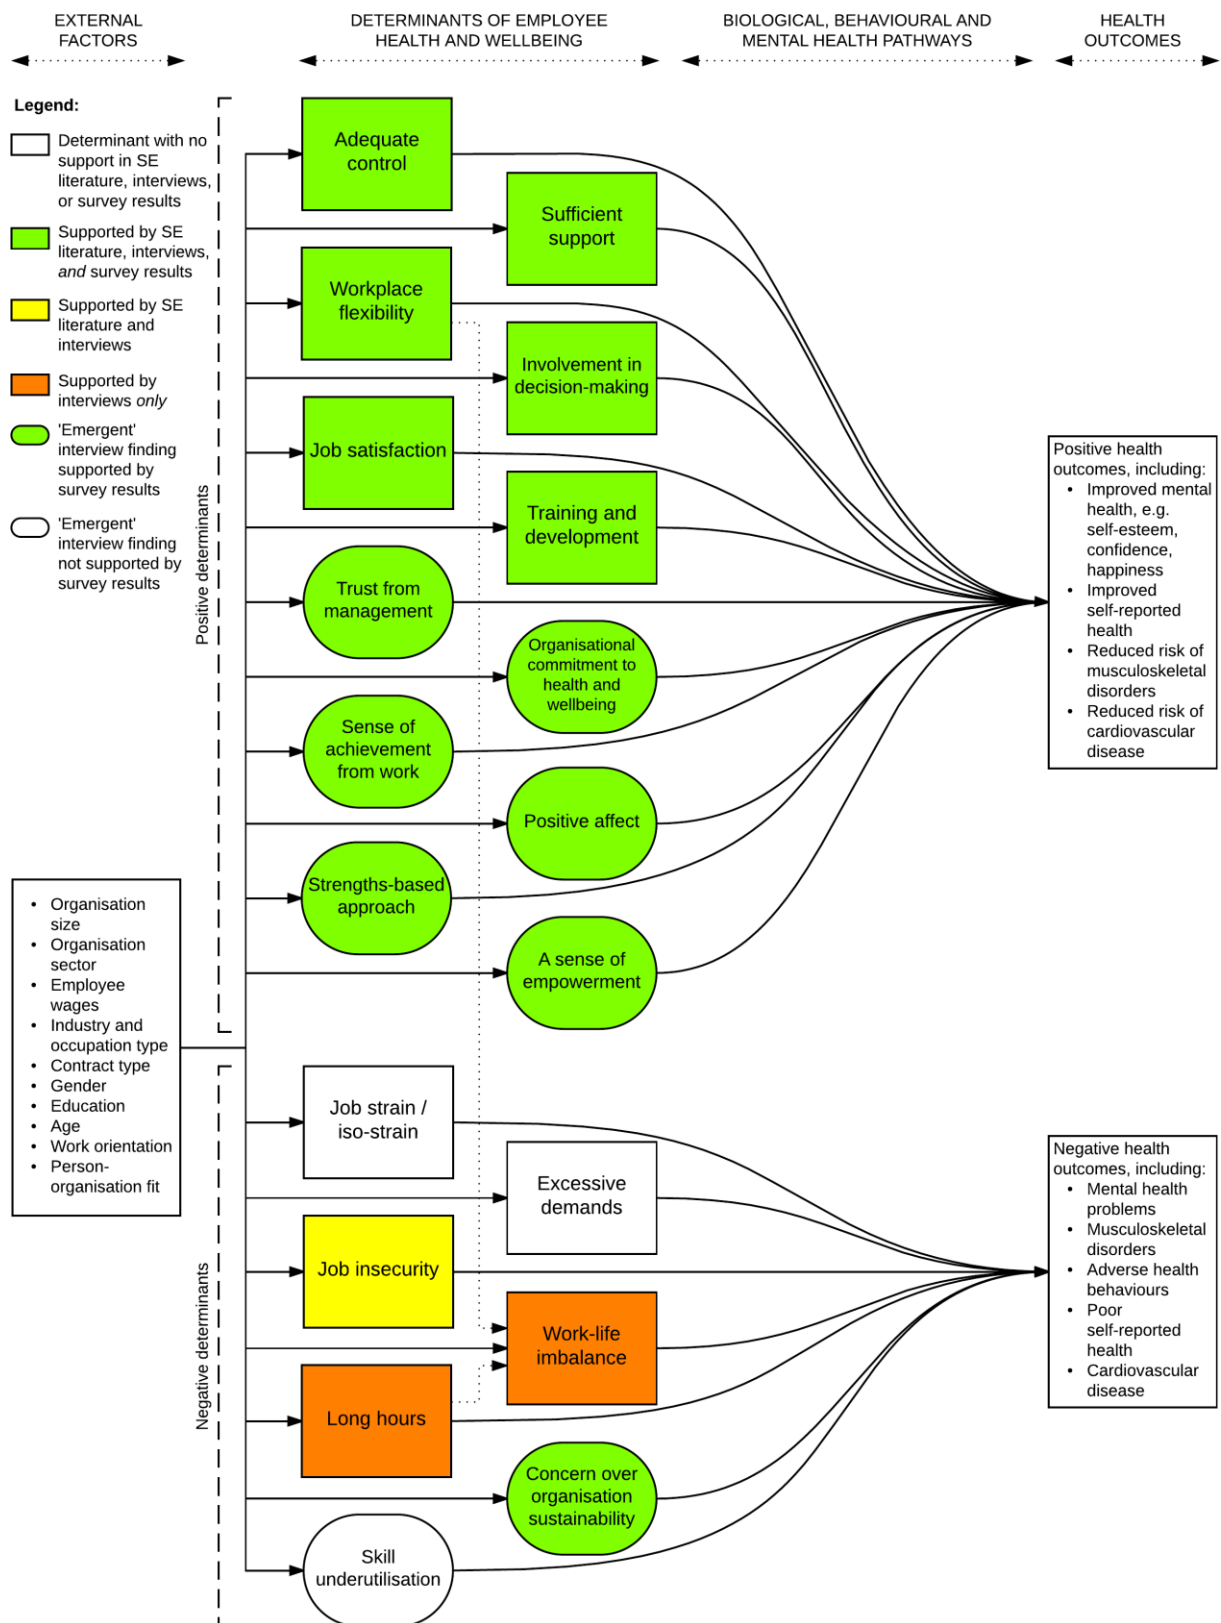 EXTERNAL
FACTORS
DETERMINANTS OF EMPLOYEE
HEALTH AND WELLBEING
BIOLOGICAL, BEHAVIOURAL AND
MENTAL HEALTH PATHWAYS
HEALTH
OUTCOMES
Legend:
Determinant with no
support in SE
literature, interviews,
or survey results
Supported by SE
literature, interviews,
and survey results
Supported by SE
literature and
interviews
Supported by
interviews only
'Emergent'
interview finding
supported by
survey results
'Emergent'
interview finding
not supported by
survey results
Positive determinants
Adequate
control
Sufficient
support
Workplace
flexibility
Involvement in
decision-making
Job satisfaction
Training and
development
Trust from
management
Organisational
commitment to
health and
wellbeing
Sense of
achievement
from work
Positive affect
Strengths-based
approach
A sense of
empowerment
Positive health
outcomes, including:
• Improved mental
health, e.g.
self-esteem,
confidence,
happiness
• Improved
self-reported
health
• Reduced risk of
musculoskeletal
disorders
• Reduced risk of
cardiovascular
disease
• Organisation
size
• Organisation
sector
• Employee
wages
• Industry and
occupation type
• Contract type
• Gender
• Education
• Age
• Work orientation
• Person-
organisation fit
Negative determinants
Job strain /
iso-strain
Excessive
demands
Job insecurity
Work-life
imbalance
Long hours
Concern over
organisation
sustainability
Skill
underutilisation
Negative health
outcomes, including:
• Mental health
problems
• Musculoskeletal
disorders
• Adverse health
behaviours
• Poor
self-reported
health
• Cardiovascular
disease